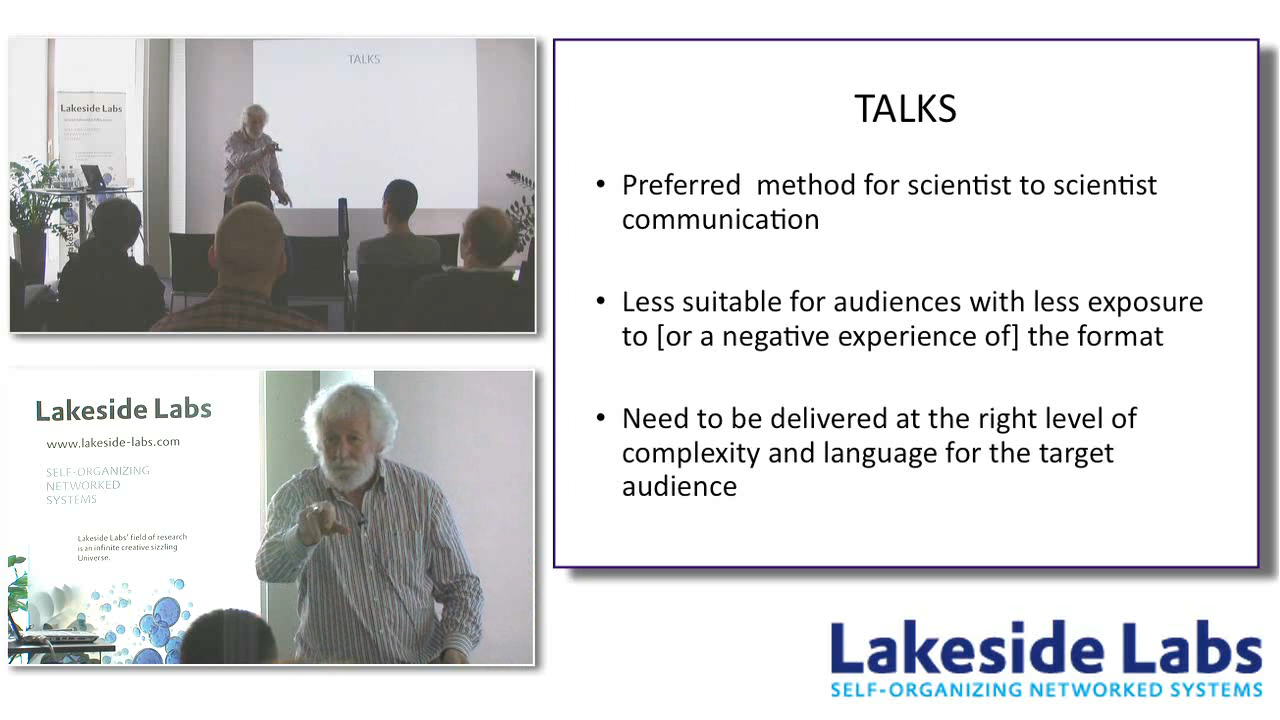 TALKS
Lakeside Labs
TALKS
• Preferred  method for scientist to scientist
communication
• Less suitable for audiences with less exposure
to [or a negative experience of] the format
• Need to be delivered at the right level of
complexity and language for the target
audience
Lakeside Labs
www.lakeside-labs.com
SELF-ORGANIZING
NETWORKED
SYSTEMS
Lakeside Labs' field of research
is an infinite creative sizzling
Universe.
Lakeside Labs
SELF-ORGANIZING NETWORKED SYSTEMS